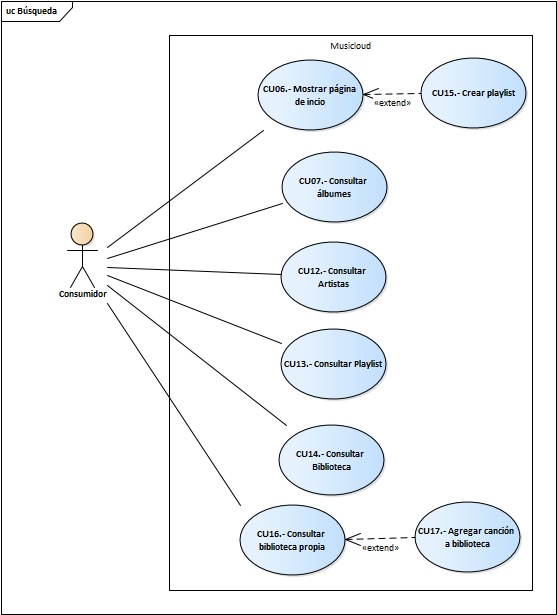 uc Búsqueda
Musicloud
CU06.- Mostrar página
de incio
«extend»
CU15.- Crear playlist
CU07.- Consultar
álbumes
CU12.- Consultar
Artistas
Consumidor
CU13.- Consultar Playlist
CU14.- Consultar
Biblioteca
CU16.- Consultar
biblioteca propia
«extend»
CU17.- Agregar canción
a biblioteca